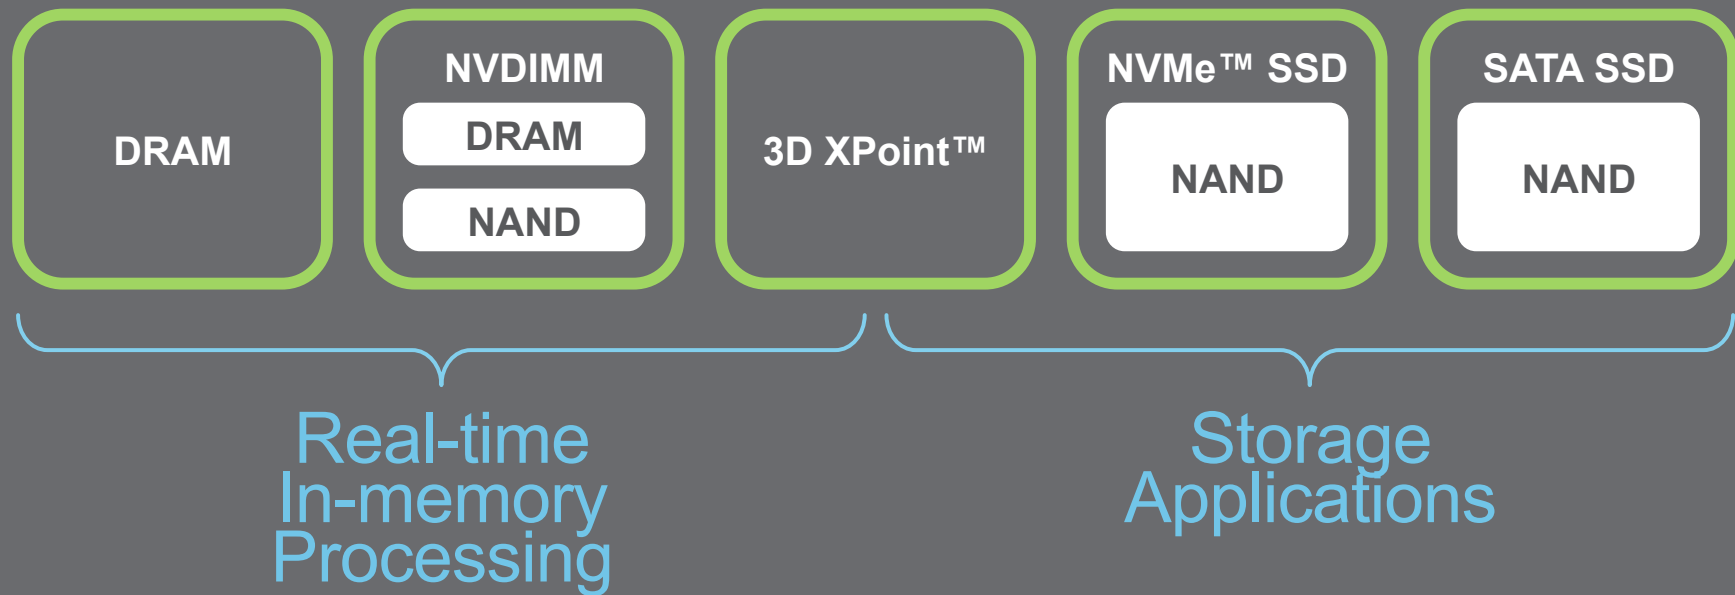 DRAM
NVDIMM
DRAM
NAND
3D XPoint™
NVMe™ SSD
NAND
SATA SSD
NAND
Real-time
In-memory
Processing
Storage
Applications